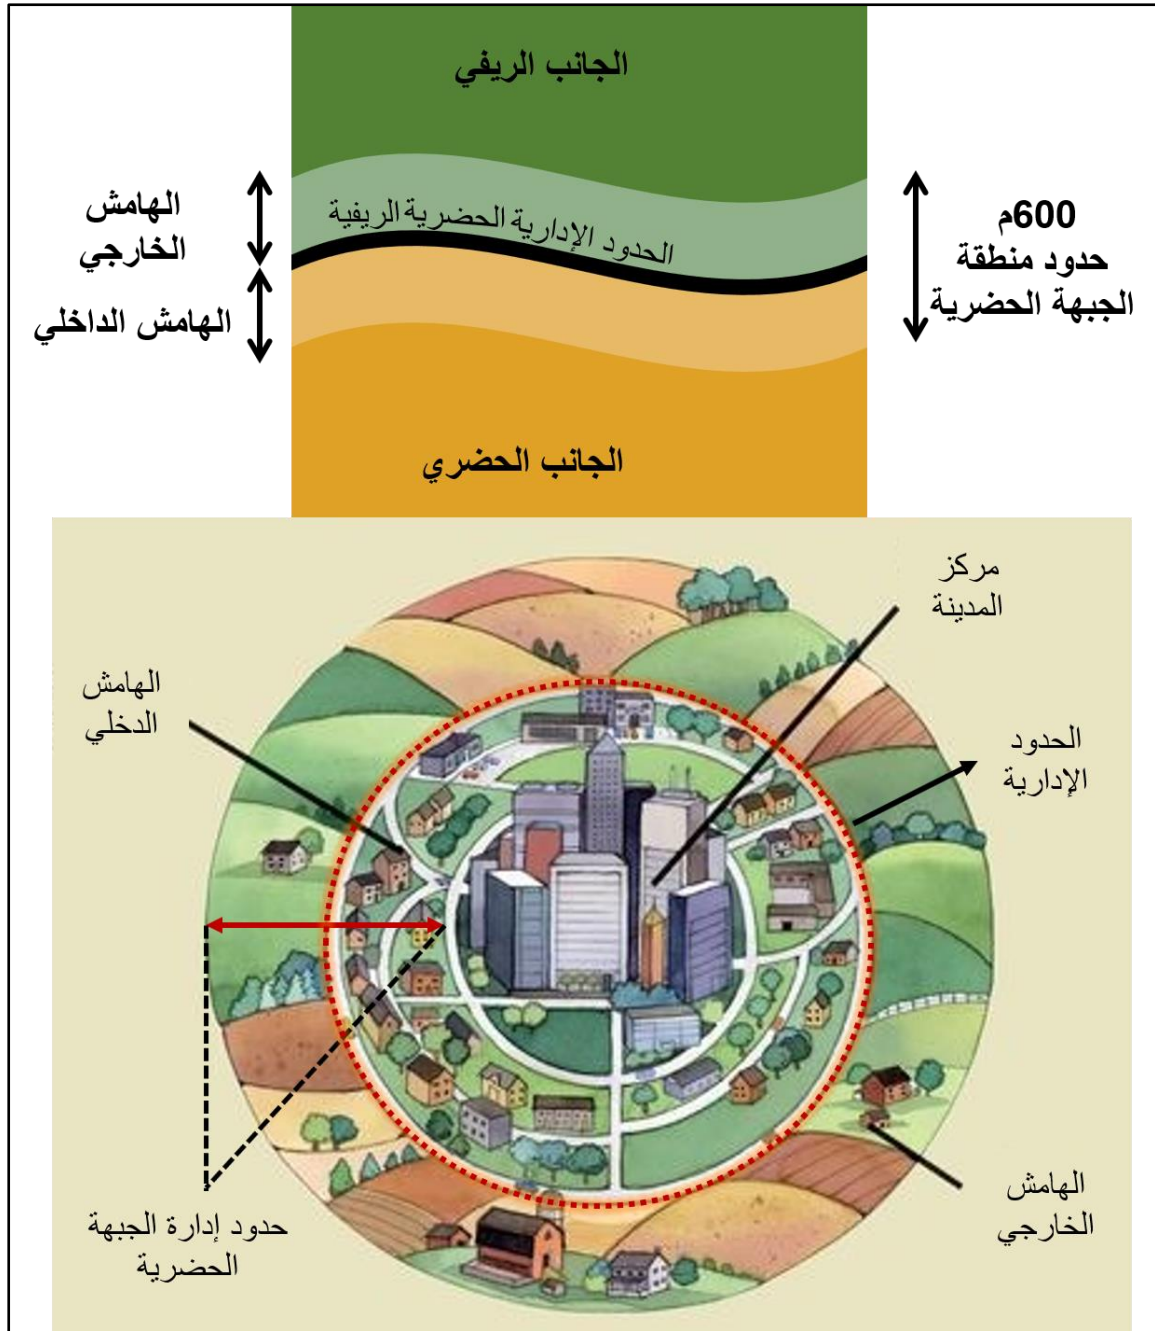 الجانب الريفي
الهامش
الخارجي
الحدود الإدارية الحضرية الريفية
600م
حدود منطقة
الجبهة الحضرية
الهامش الداخلي
الجانب الحضري
مركز
المدينة
الهامش
الدخلي
الحدود
الإدارية
الهامش
الخارجي
حدود إدارة الجبهة
الحضرية